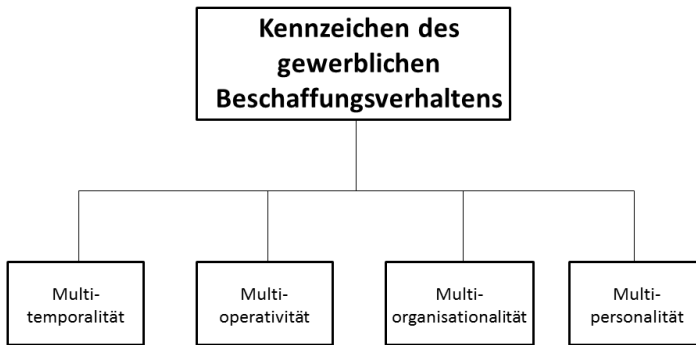 Kennzeichen des
gewerblichen
Beschaffungsverhaltens
Multi-
temporalität
Multi-
operativität
Multi-
organisationalität
Multi-
personalität